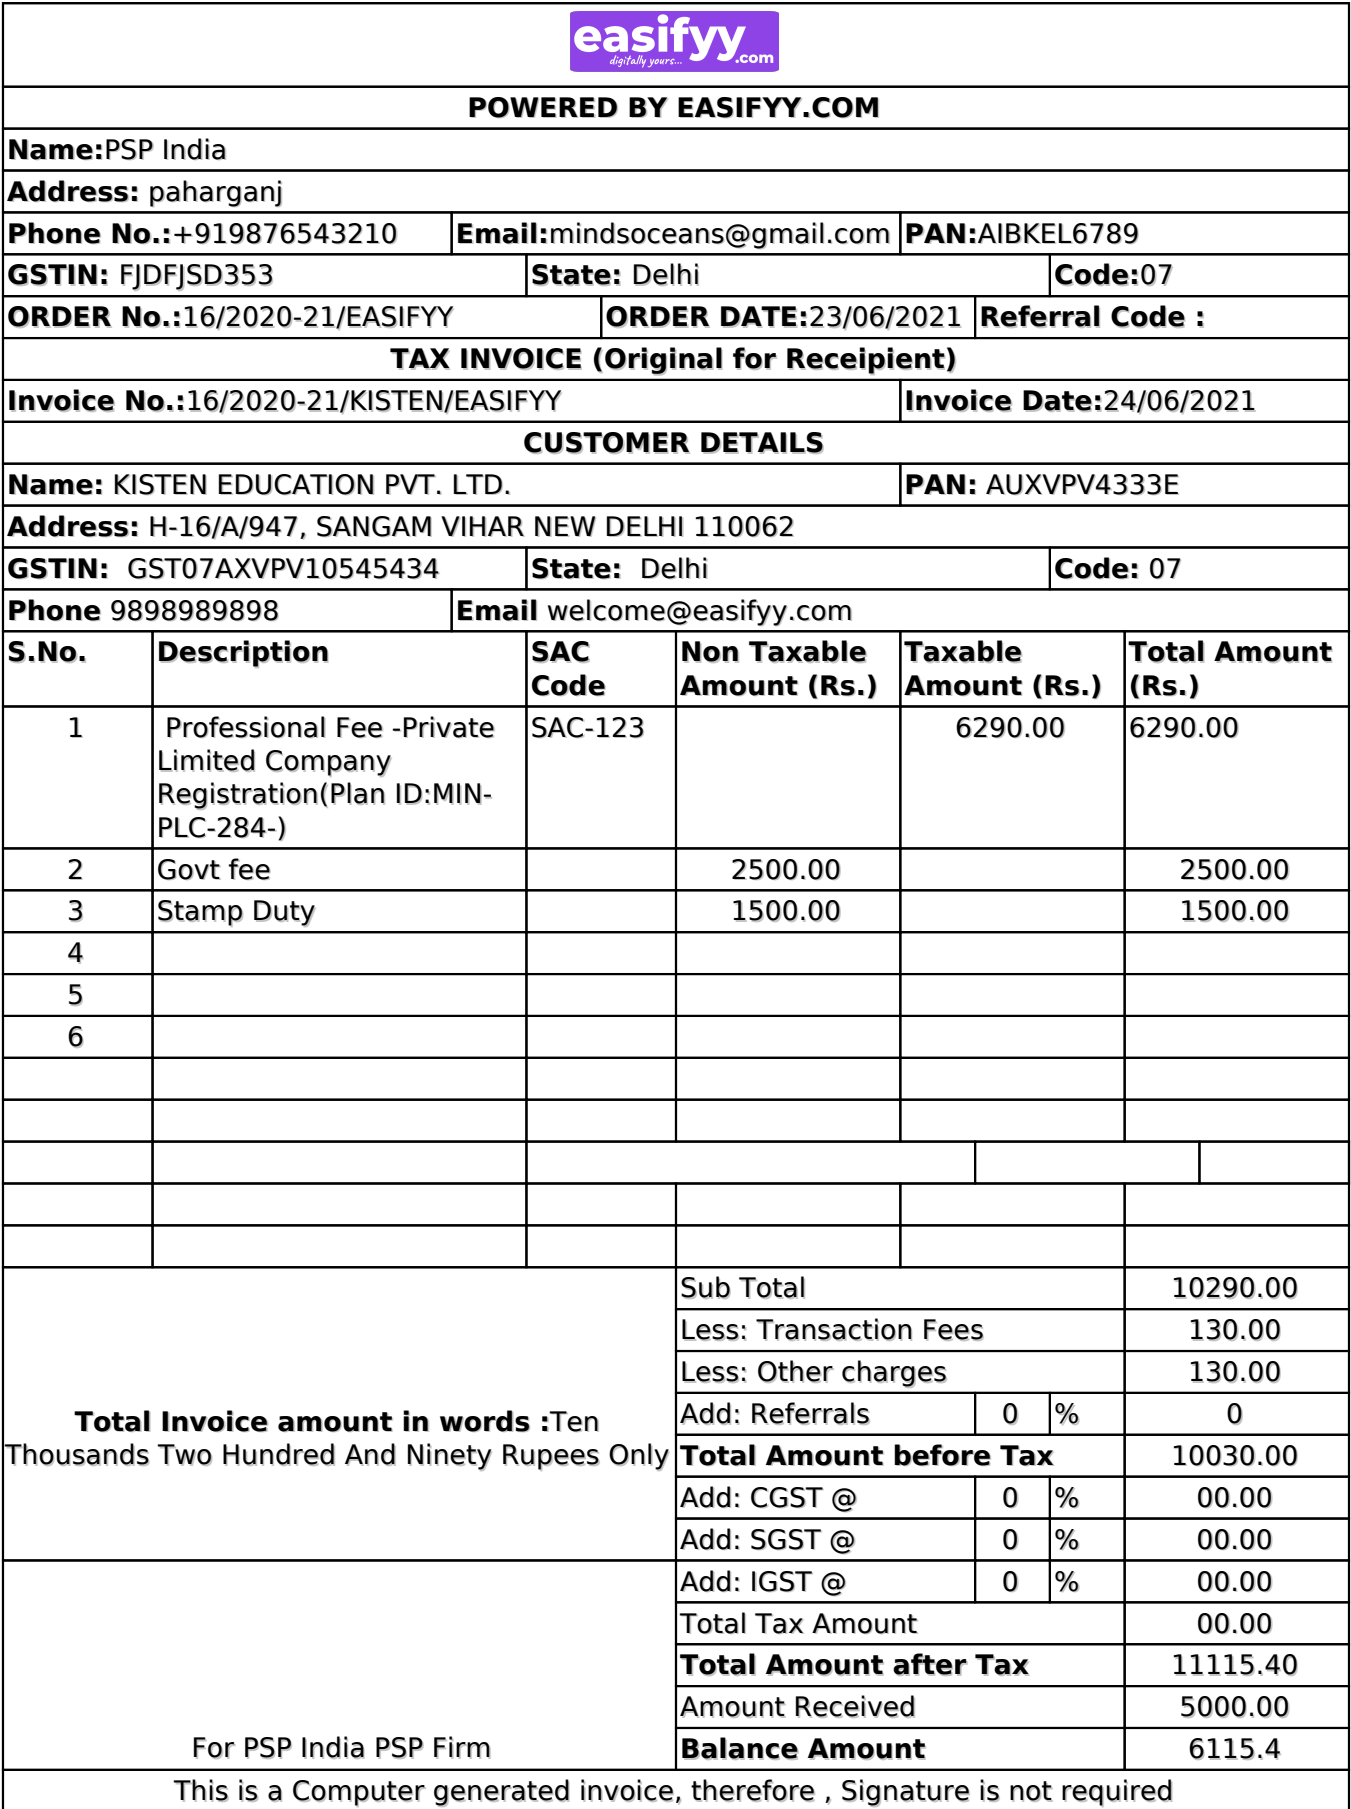 easifyy
.com
digitally yours...
POWERED BY EASIFYY.COM
Name:PSP India
Address: paharganj
Phone No.:+919876543210 Email:mindsoceans@gmail.com PAN:AIBKEL6789
GSTIN: FJDFJSD353 State: Delhi Code:07
ORDER No.:16/2020-21/EASIFYY ORDER DATE:23/06/2021 Referral Code :
TAX INVOICE (Original for Receipient)
Invoice No.:16/2020-21/KISTEN/EASIFYY Invoice Date:24/06/2021
CUSTOMER DETAILS
Name: KISTEN EDUCATION PVT. LTD. PAN: AUXVPV4333E
Address: H-16/A/947, SANGAM VIHAR NEW DELHI 110062
GSTIN: GST07AXVPV10545434 State: Delhi Code: 07
Phone 9898989898 Email welcome@easifyy.com
S.No. Description SAC Non Taxable Taxable Total Amount
Code Amount (Rs.) Amount (Rs.) (Rs.)
1 Professional Fee -Private SAC-123 6290.00 6290.00
Limited Company
Registration(Plan ID:MIN-
PLC-284-)
2 Govt fee 2500.00 2500.00
3 Stamp Duty 1500.00 1500.00
4
5
6
Sub Total 10290.00
Less: Transaction Fees 130.00
Less: Other charges 130.00
Add: Referrals 0 % 0
Total Invoice amount in words :Ten
Thousands Two Hundred And Ninety Rupees Only
Total Amount before Tax 10030.00
Add: CGST @ 0 % 00.00
Add: SGST @ 0 % 00.00
Add: IGST @ 0 % 00.00
Total Tax Amount 00.00
Total Amount after Tax 11115.40
Amount Received 5000.00
For PSP India PSP Firm
Balance Amount 6115.4
This is a Computer generated invoice, therefore , Signature is not required